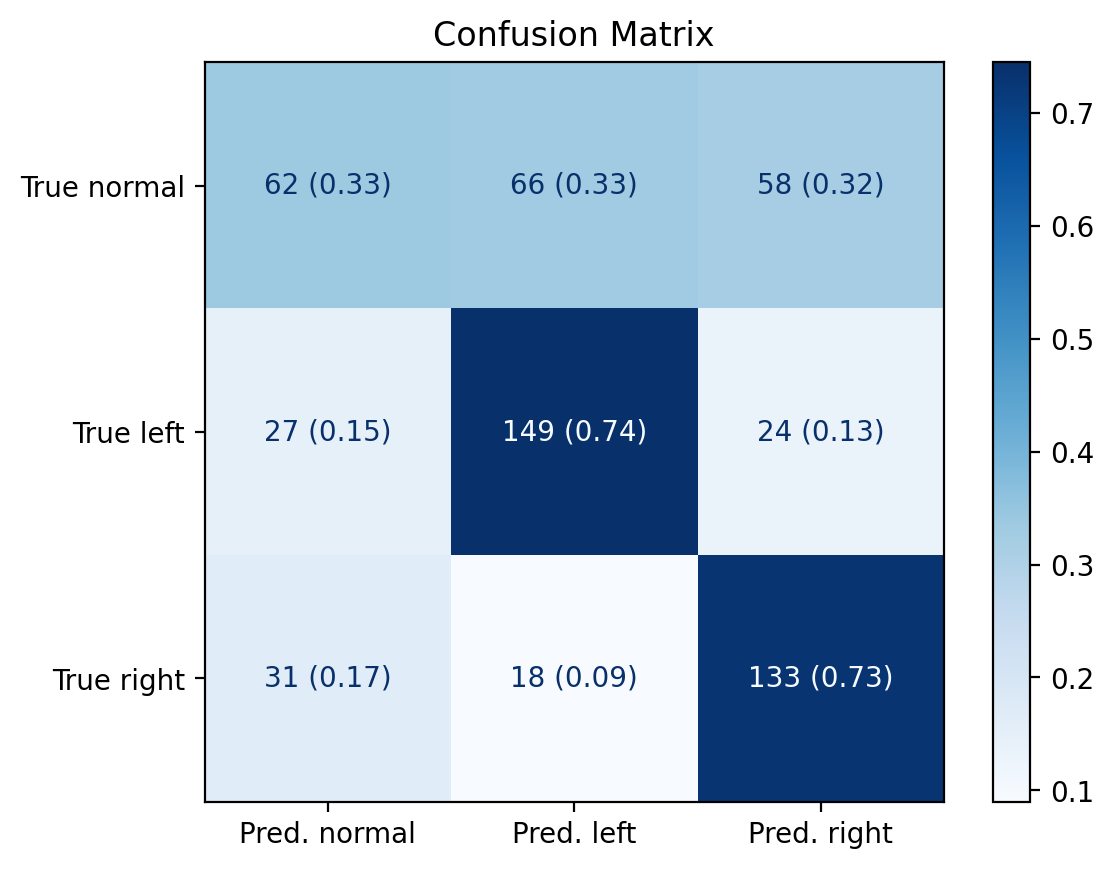 Confusion Matrix
True normal
62 (0.33)
66 (0.33)
58 (0.32)
True left
27 (0.15)
149 (0.74)
24 (0.13)
True right
31 (0.17)
18 (0.09)
133 (0.73)
Pred. normal
Pred. left
Pred. right
0.7
0.6
0.5
0.4
0.3
0.2
0.1